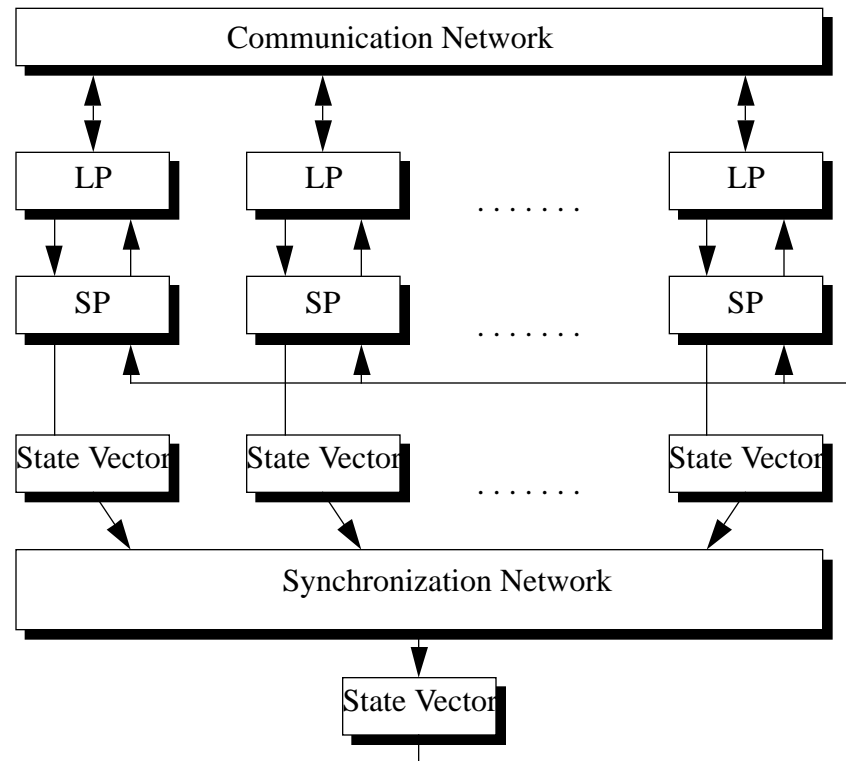 Communication Network
LP LP LP
. . . . . . .
SP SP SP
. . . . . . .
State Vector State Vector State Vector
. . . . . . .
Synchronization Network
State Vector